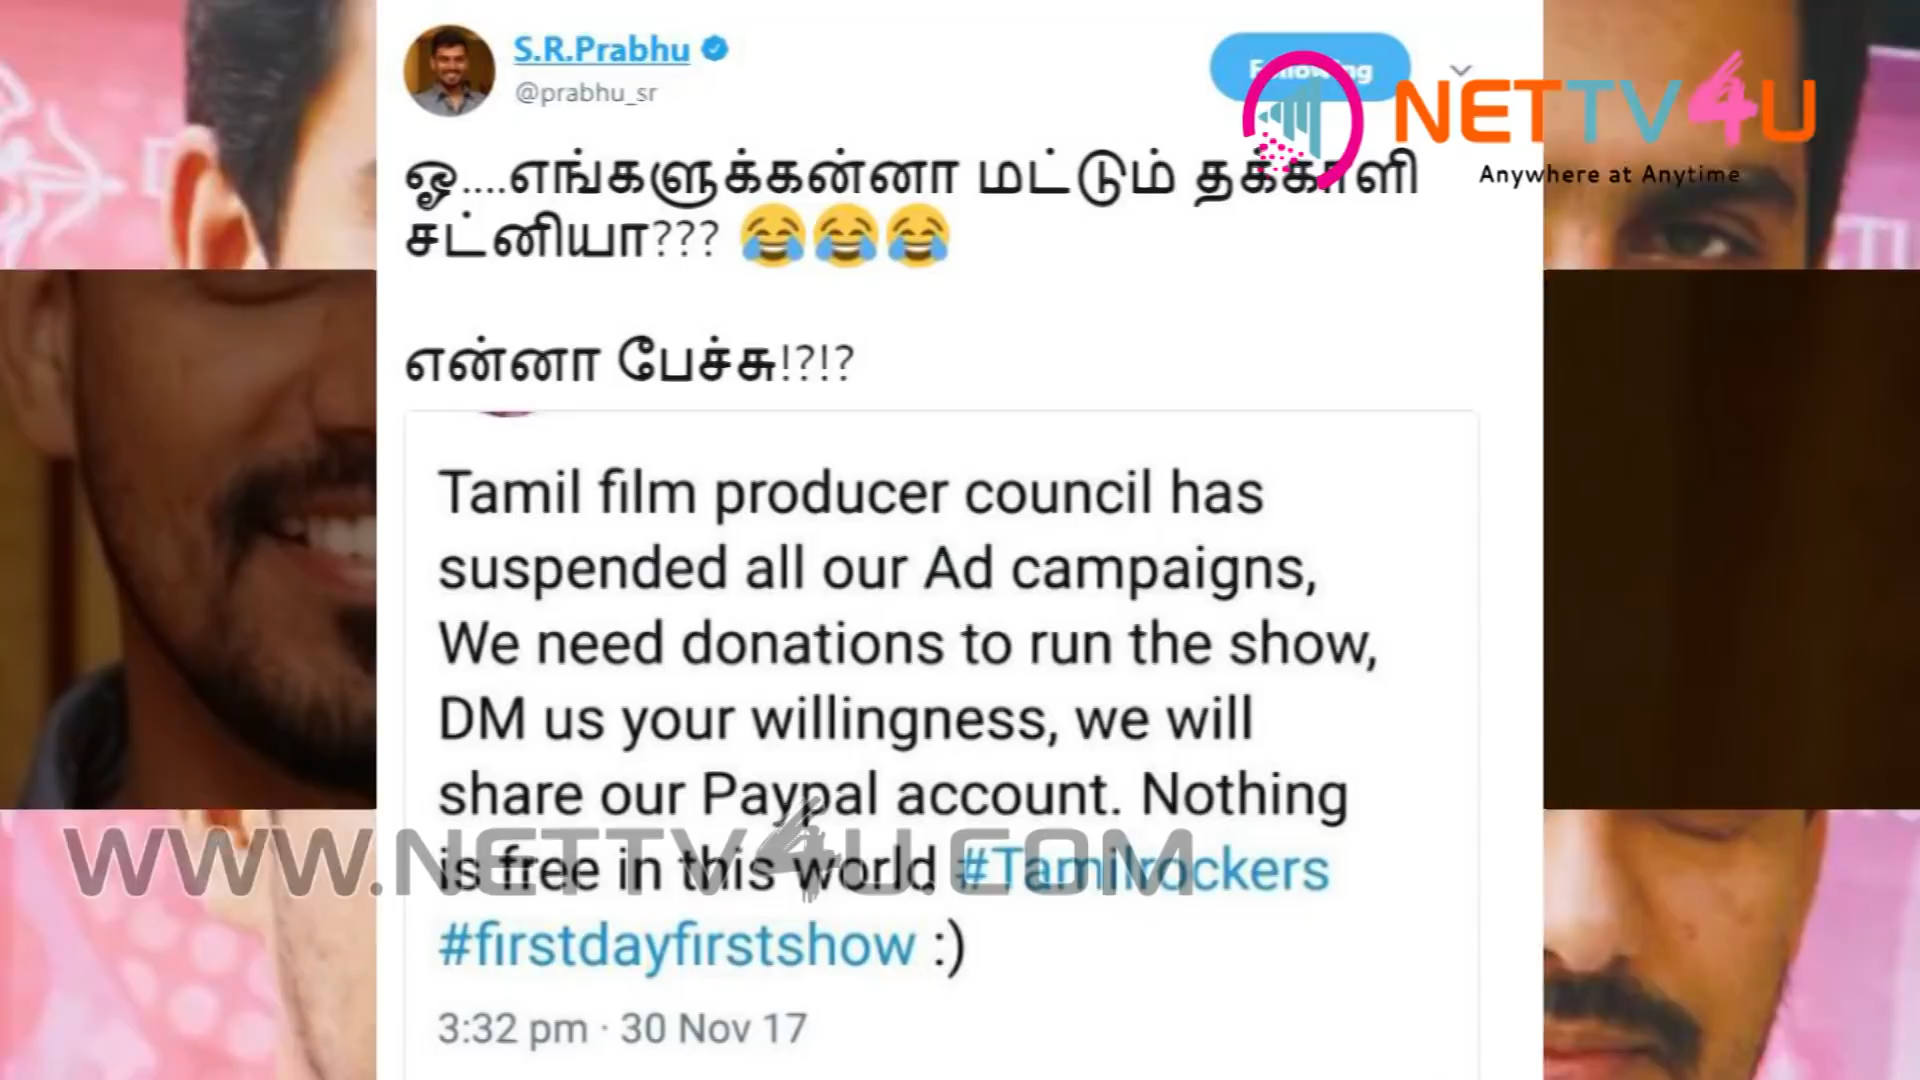 S.R.Prabhu
@prabhu_sr
Following
NETTV4U
Anywhere at Anytime
ஓ....எங்களுக்கன்னா மட்டும் தக்காளி
சட்னியா??? 😂😂😂
என்னா பேச்சு!?!?
Tamil film producer council has
suspended all our Ad campaigns,
We need donations to run the show,
DM us your willingness, we will
share our Paypal account. Nothing
is free in this world #Tamilrockers
#firstdayfirstshow :)
WWW.NETTV4U.COM
3:32 pm · 30 Nov 17